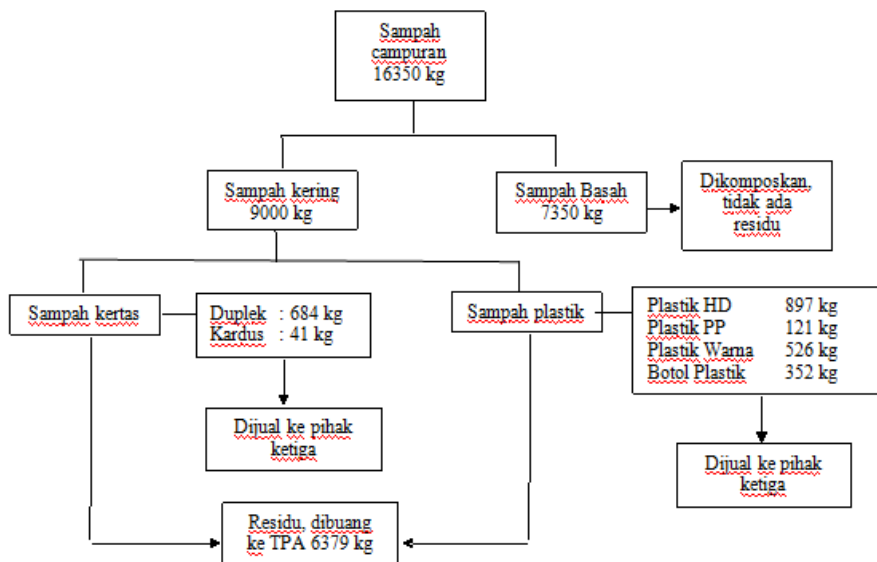 Sampah
campuran
16350 kg
Sampah kering
9000 kg
Sampah Basah
7350 kg
Dikomposkan,
tidak ada
residu
Sampah kertas
Duplek : 684 kg
Kardus : 41 kg
Sampah plastik
Plastik HD 897 kg
Plastik PP 121 kg
Plastik Warna 526 kg
Botol Plastik 352 kg
Dijual ke pihak
ketiga
Dijual ke pihak
ketiga
Residu, dibuang
ke TPA 6379 kg